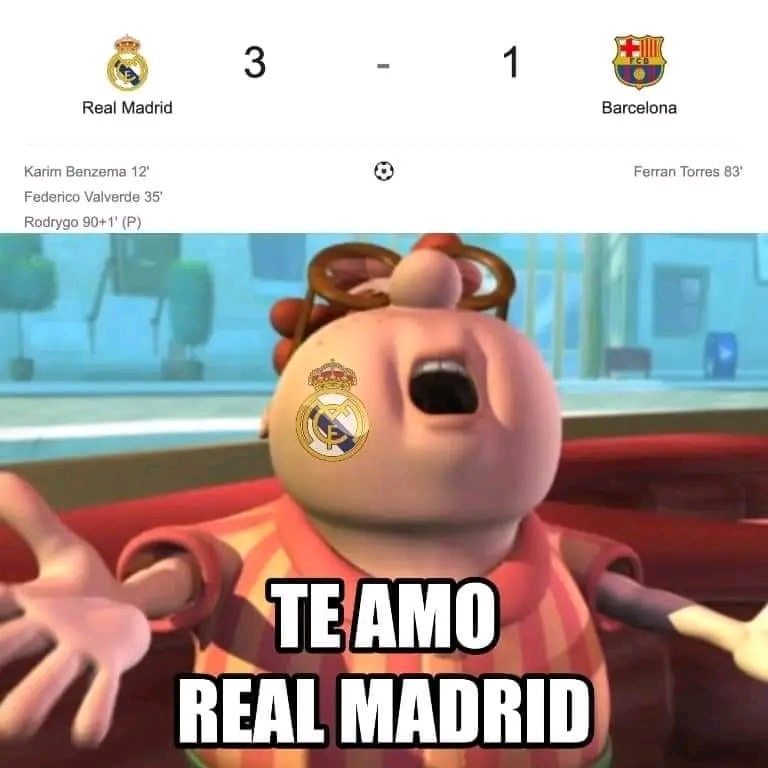 3 - 1
Real Madrid Barcelona
Karim Benzema 12' Ferran Torres 83'
Federico Valverde 35'
Rodrygo 90+1' (P)
TE AMO
REAL MADRID